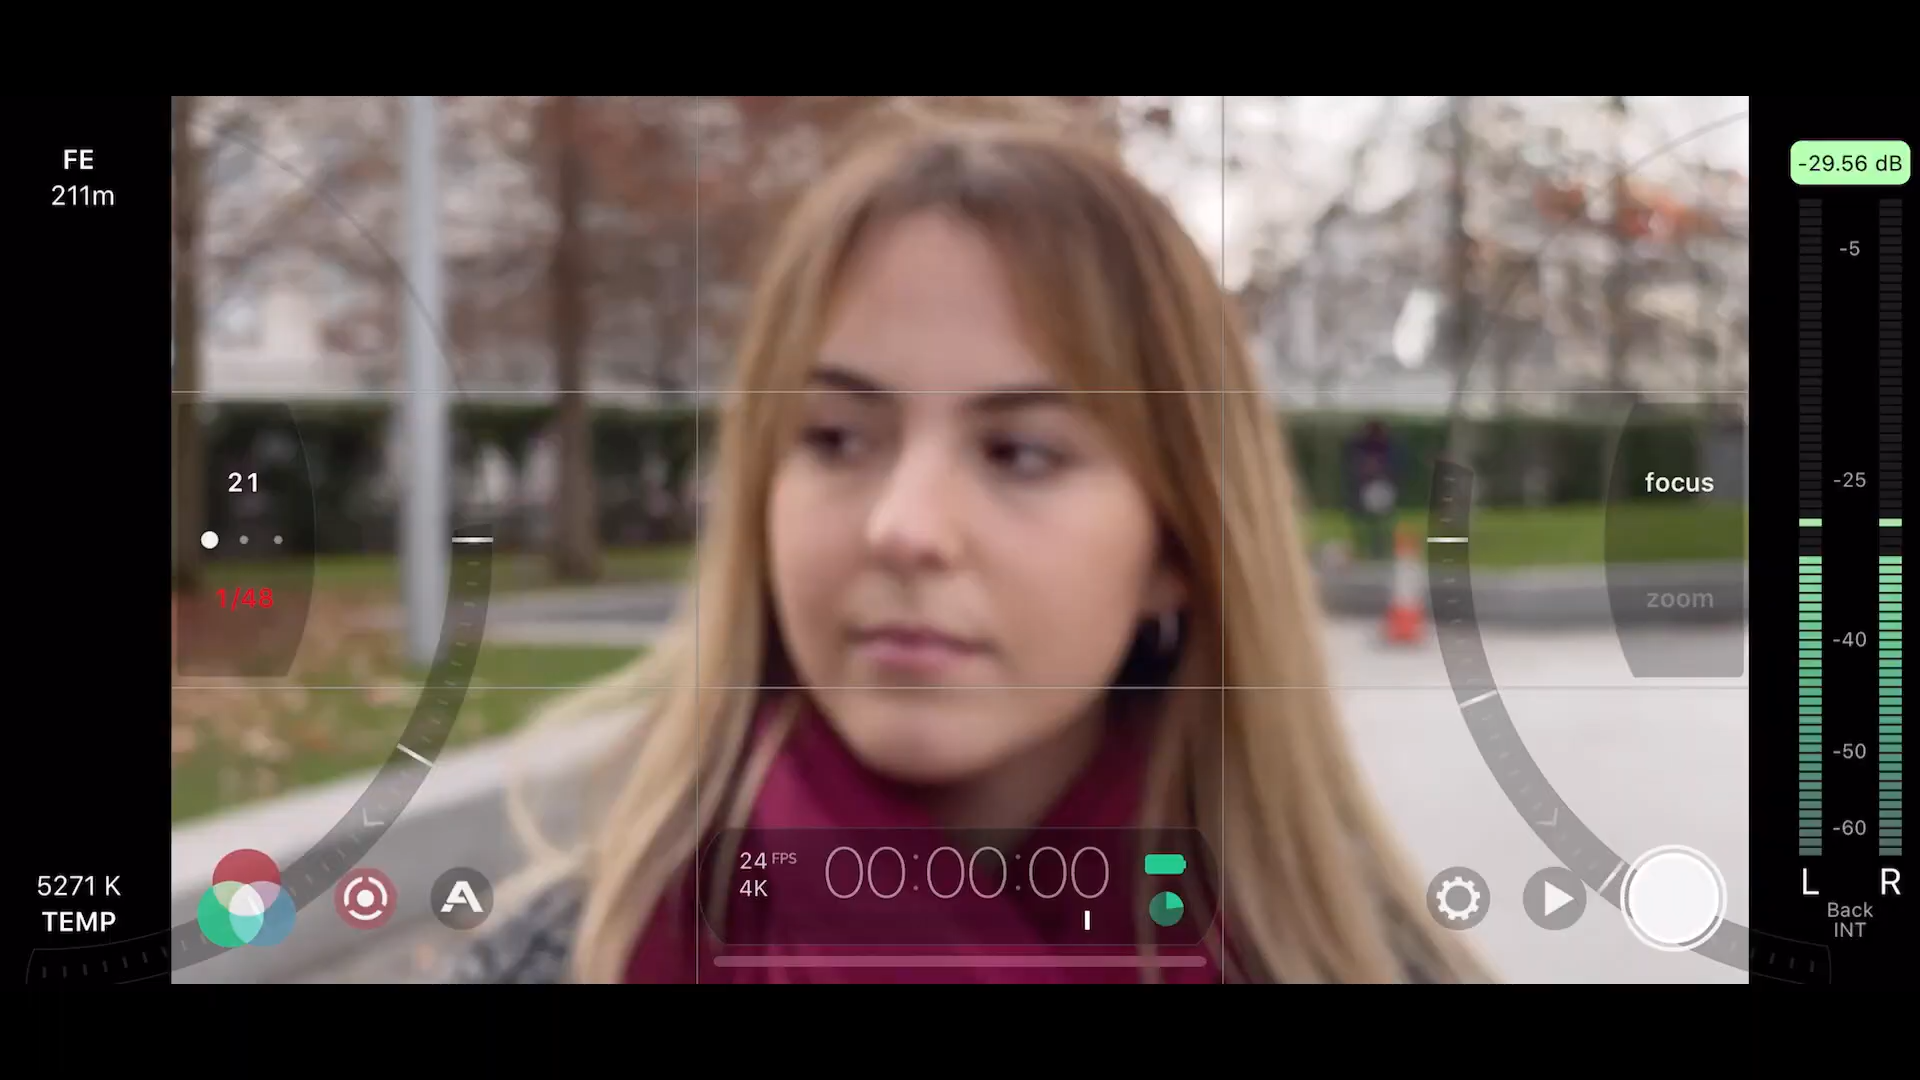 FE
211m
21
1/48
5271 K
TEMP
24 FPS
4K
00:00:00
focus
zoom
-29.56 dB
-5
-25
-40
-50
-60
L R
Back
INT